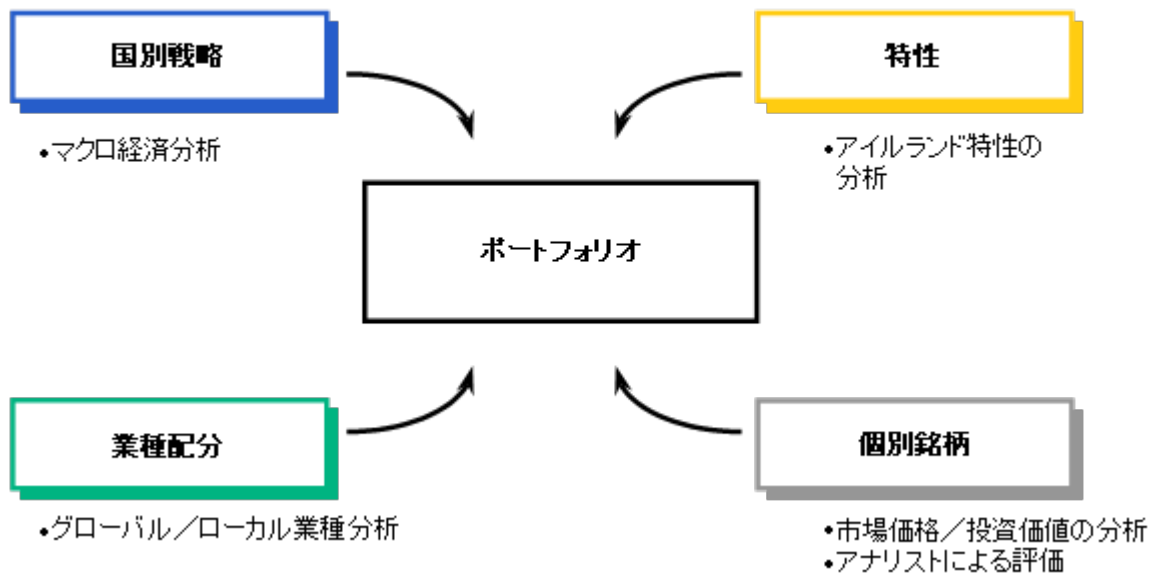 国別戦略
・マクロ経済分析
特性
・アイルランド特性の
分析
ポートフォリオ
業種配分
・グローバル／ローカル業種分析
個別銘柄
・市場価格／投資価値の分析
・アナリストによる評価